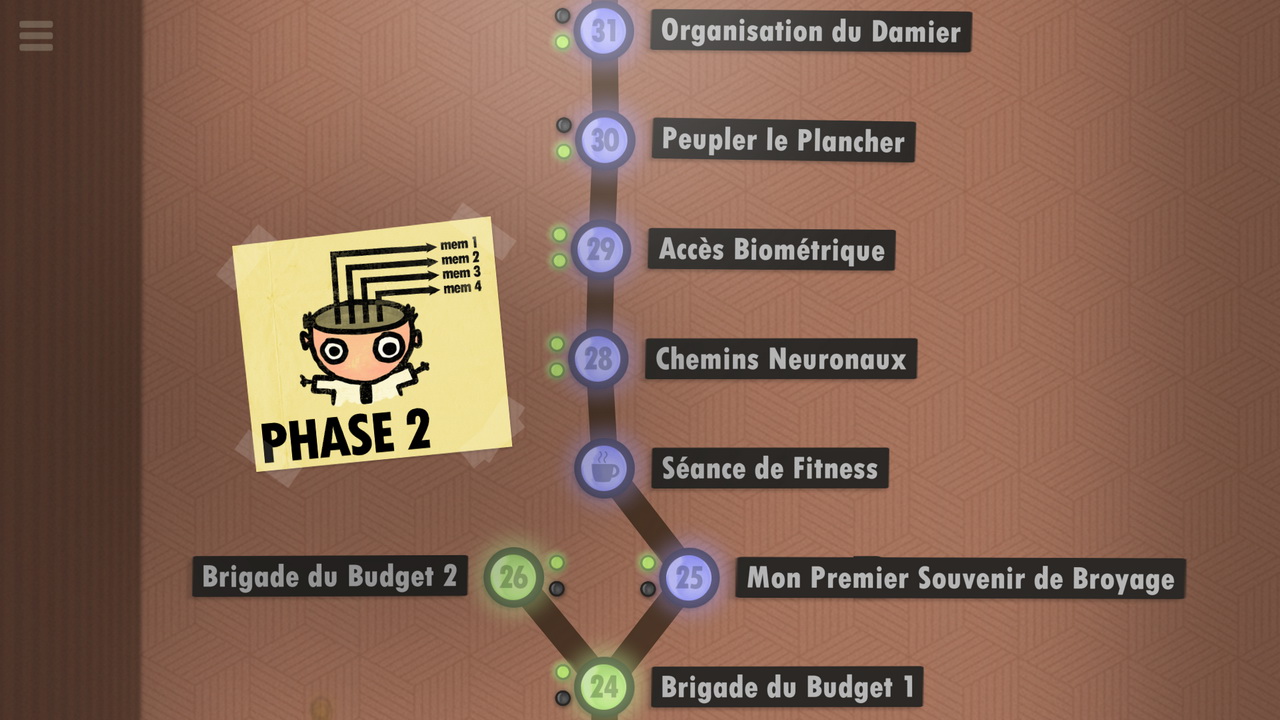 31
Organisation du Damier
30
Peupler le Plancher
29
Accès Biométrique
mem 1
mem 2
mem 3
mem 4
PHASE 2
28
Chemins Neuronaux
Séance de Fitness
Brigade du Budget 2
26
25
Mon Premier Souvenir de Broyage
24
Brigade du Budget 1